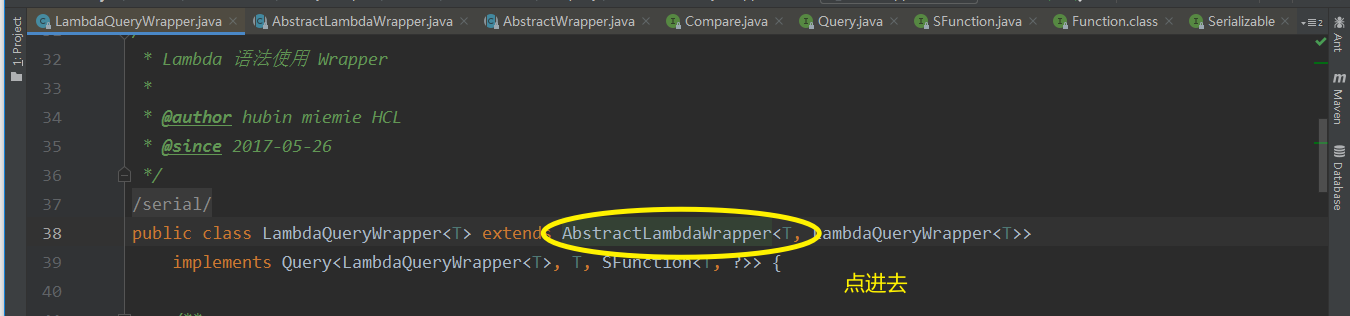 LambdaQueryWrapper.java
AbstractLambdaWrapper.java
AbstractWrapper.java
Compare.java
Query.java
SFunction.java
Function.class
Serializable
2
1: Project
32 * Lambda 语法使用 Wrapper
33 *
34 * @author hubin miemie HCL
35 * @since 2017-05-26
36 */
37 /serial/
38 public class LambdaQueryWrapper<T> extends AbstractLambdaWrapper<T, LambdaQueryWrapper<T>>
39 implements Query<LambdaQueryWrapper<T>, T, SFunction<T, ?>> {
40
点进去
/**
Ant
Maven
Database